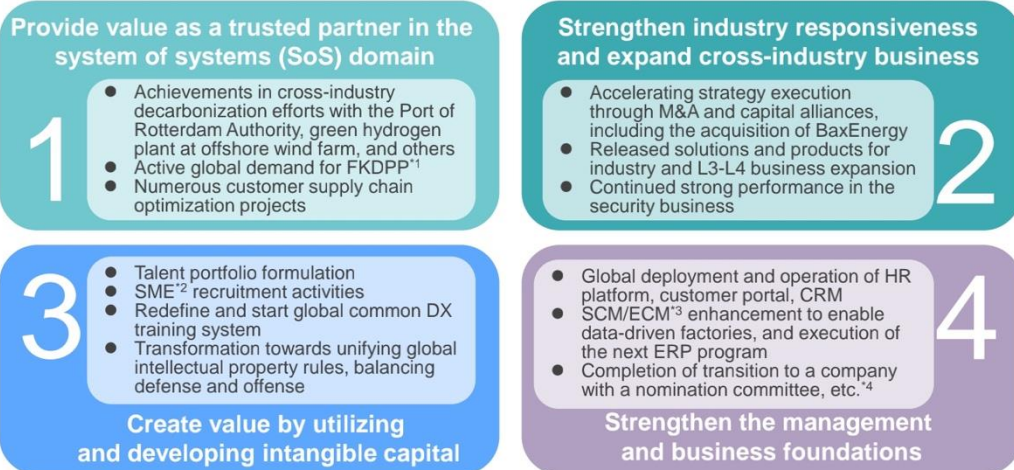 Provide value as a trusted partner in the
system of systems (SoS) domain
1
● Achievements in cross-industry
decarbonization efforts with the Port of
Rotterdam Authority, green hydrogen
plant at offshore wind farm, and others
● Active global demand for FKDPP*1
● Numerous customer supply chain
optimization projects
Strengthen industry responsiveness
and expand cross-industry business
● Accelerating strategy execution
through M&A and capital alliances,
including the acquisition of BaxEnergy
● Released solutions and products for
industry and L3-L4 business expansion
● Continued strong performance in the
security business
2
3
● Talent portfolio formulation
● SME*2 recruitment activities
● Redefine and start global common DX
training system
● Transformation towards unifying global
intellectual property rules, balancing
defense and offense
Create value by utilizing
and developing intangible capital
● Global deployment and operation of HR
platform, customer portal, CRM
● SCM/ECM*3 enhancement to enable
data-driven factories, and execution of
the next ERP program
● Completion of transition to a company
with a nomination committee, etc.*4
4
Strengthen the management
and business foundations